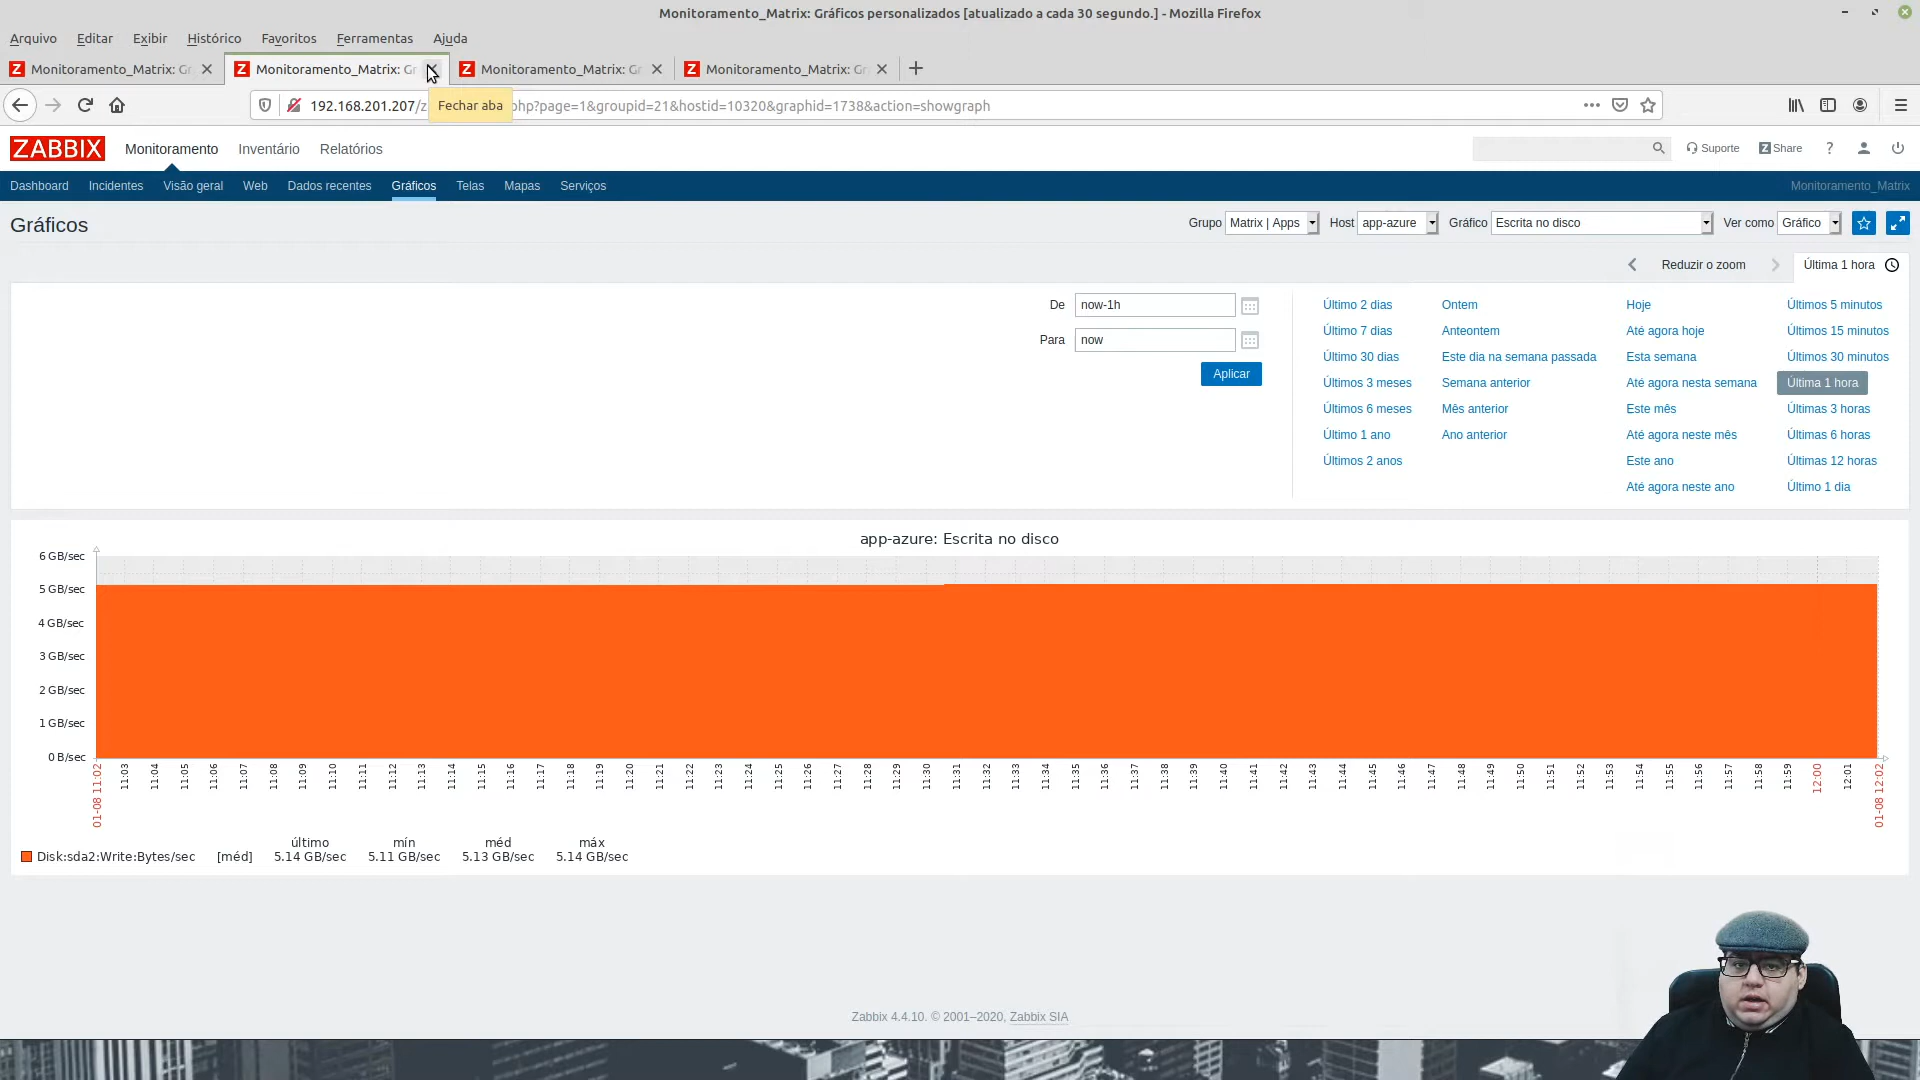 Monitoramento_Matrix: Gráficos personalizados [atualizado a cada 30 segundo.] - Mozilla Firefox
Arquivo Editar Exibir Histórico Favoritos Ferramentas Ajuda
Monitoramento_Matrix: Gr Monitoramento_Matrix: Gr Monitoramento_Matrix: Gr Monitoramento_Matrix: Gr
192.168.201.207/z hp?page=1&groupid=21&hostid=10320&graphid=1738&action=showgraph
Fechar aba
ZABBIX Monitoramento Inventário Relatórios Suporte Z Share ?
Dashboard Incidentes Visão geral Web Dados recentes Gráficos Telas Mapas Serviços Monitoramento_Matrix
Gráficos Grupo Matrix | Apps Host app-azure Gráfico Escrita no disco Ver como Gráfico
Reduzir o zoom Última 1 hora
De now-1h
Para now
Aplicar
Último 2 dias Ontem Hoje Últimos 5 minutos
Último 7 dias Anteontem Até agora hoje Últimos 15 minutos
Último 30 dias Este dia na semana passada Esta semana Últimos 30 minutos
Últimos 3 meses Semana anterior Até agora nesta semana Última 1 hora
Últimos 6 meses Mês anterior Este mês Últimas 3 horas
Último 1 ano Ano anterior Até agora neste mês Últimas 6 horas
Últimos 2 anos Este ano Últimas 12 horas
Até agora neste ano Último 1 dia
app-azure: Escrita no disco
6 GB/sec
5 GB/sec
4 GB/sec
3 GB/sec
2 GB/sec
1 GB/sec
0 B/sec
01-08 11:02 11:03 11:04 11:05 11:06 11:07 11:08 11:09 11:10 11:11 11:12 11:13 11:14 11:15 11:16 11:17 11:18 11:19 11:20 11:21 11:22 11:23 11:24 11:25 11:26 11:27 11:28 11:29 11:30 11:31 11:32 11:33 11:34 11:35 11:36 11:37 11:38 11:39 11:40 11:41 11:42 11:43 11:44 11:45 11:46 11:47 11:48 11:49 11:50 11:51 11:52 11:53 11:54 11:55 11:56 11:57 11:58 11:59 12:00 12:01 01-08 12:02
último mín méd máx
Disk:sda2:Write:Bytes/sec [méd] 5.14 GB/sec 5.11 GB/sec 5.13 GB/sec 5.14 GB/sec
Zabbix 4.4.10. © 2001–2020, Zabbix SIA